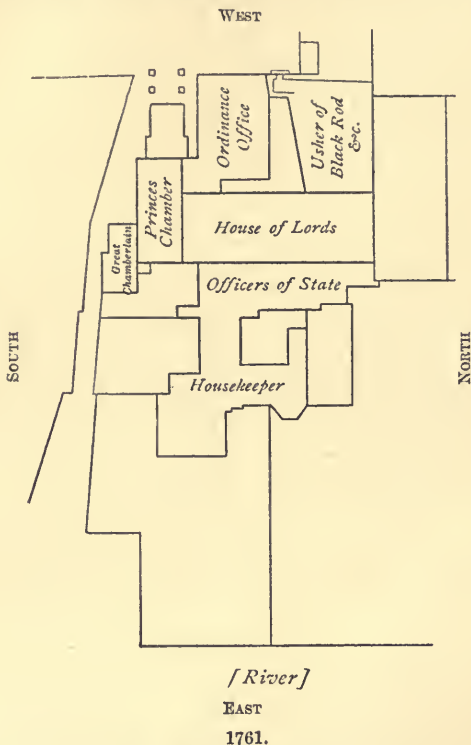 WEST
Ordinance
Office
Usher of
Black Rod
&c.
Princes
Chamber
House of Lords
Great
Chamberlain
Officers of State
SOUTH
NORTH
Housekeeper
[River]
EAST
1761.